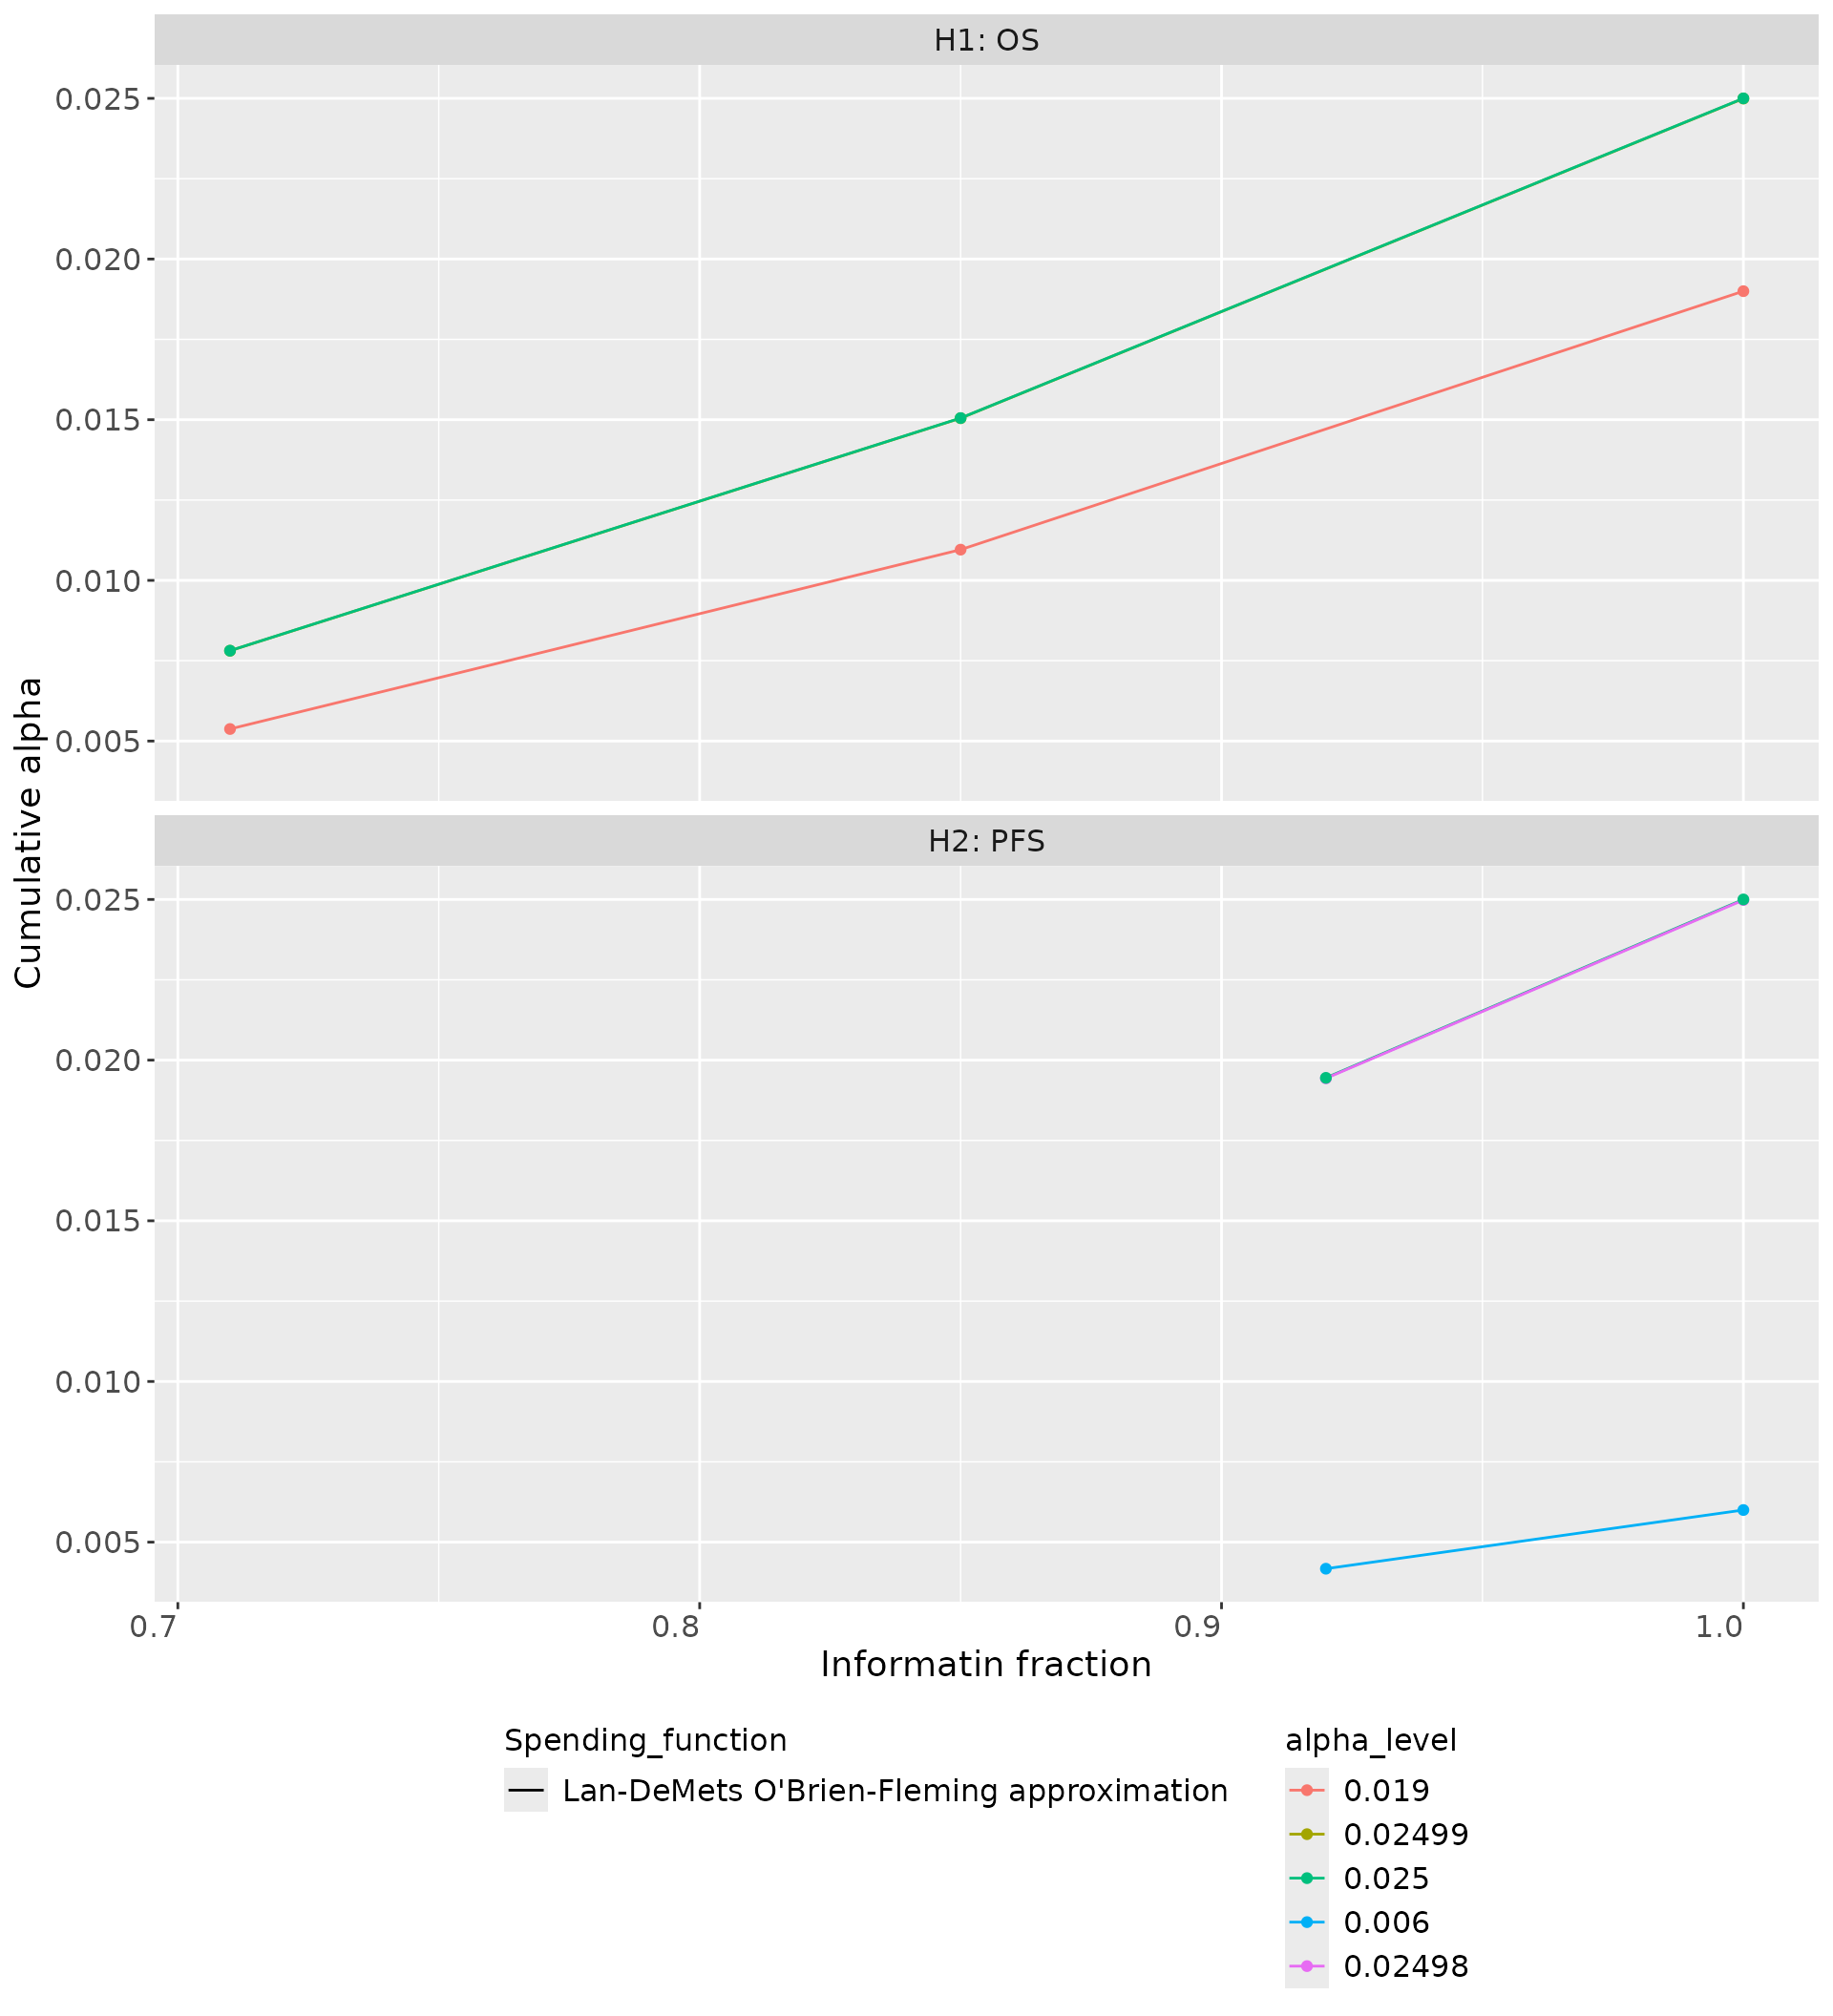 H1: OS
0.025
0.020
0.015
0.010
0.005
Cumulative alpha
H2: PFS
0.025
0.020
0.015
0.010
0.005
0.7 0.8 0.9 1.0
Informatin fraction
Spending_function
Lan-DeMets O'Brien-Fleming approximation
alpha_level
0.019
0.02499
0.025
0.006
0.02498